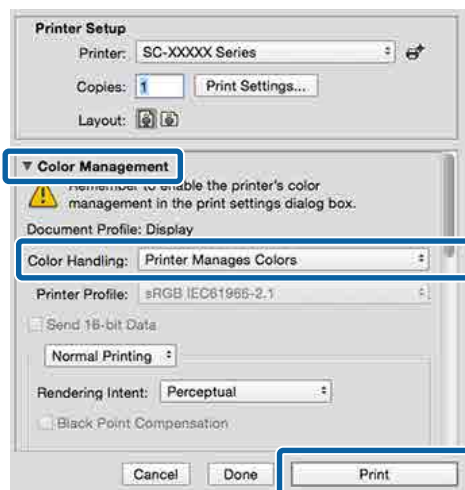 Printer Setup
Printer: SC-XXXXX Series
Copies: 1 Print Settings...
Layout:
▼ Color Management
Remember to enable the printer's color
management in the print settings dialog box.
Document Profile: Display
Color Handling: Printer Manages Colors
Printer Profile: sRGB IEC61966-2.1
Send 16-bit Data
Normal Printing
Rendering Intent: Perceptual
Black Point Compensation
Cancel Done Print